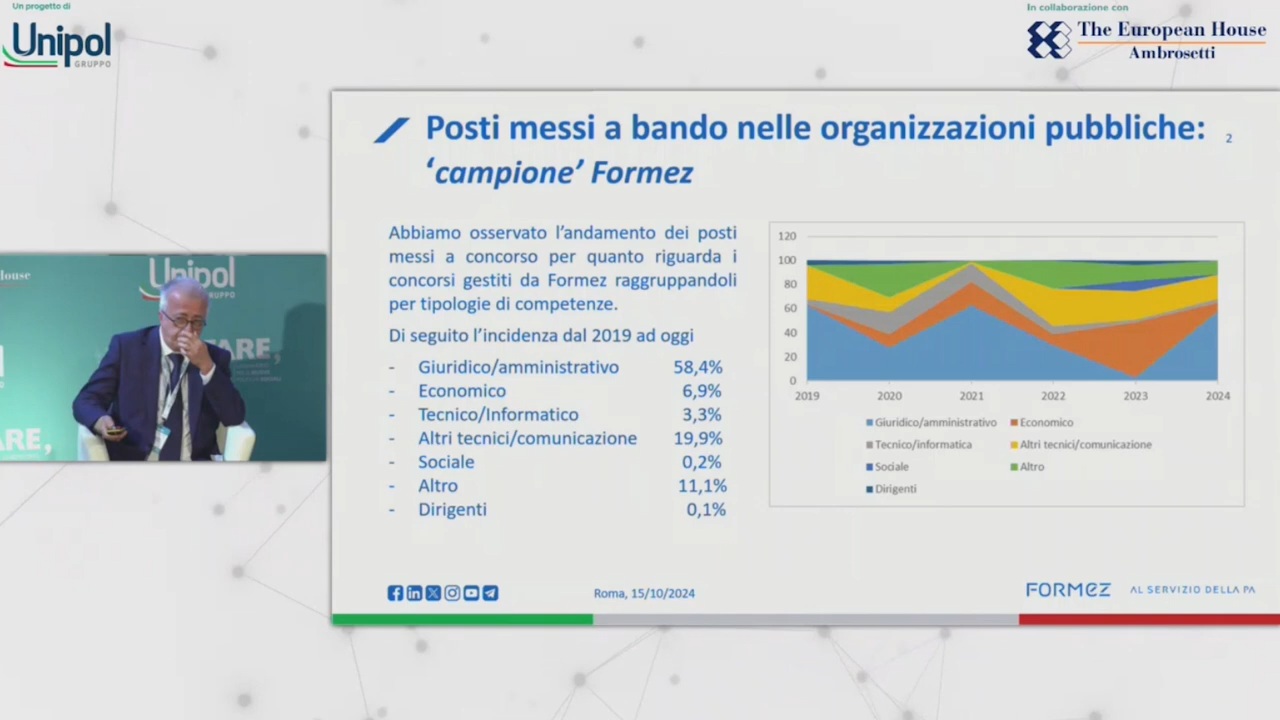 Un progetto di
Unipol
GRUPPO
In collaborazione con
The European House
Ambrosetti
Posti messi a bando nelle organizzazioni pubbliche:
2
‘campione’ Formez
Abbiamo osservato l’andamento dei posti
messi a concorso per quanto riguarda i
concorsi gestiti da Formez raggruppandoli
per tipologie di competenze.
Di seguito l’incidenza dal 2019 ad oggi
- Giuridico/amministrativo 58,4%
- Economico 6,9%
- Tecnico/Informatico 3,3%
- Altri tecnici/comunicazione 19,9%
- Sociale 0,2%
- Altro 11,1%
- Dirigenti 0,1%
120
100
80
60
40
20
0
2019 2020 2021 2022 2023 2024
Giuridico/amministrativo Economico
Tecnico/informatica Altri tecnici/comunicazione
Sociale Altro
Dirigenti
House
Unipol
GRUPPO
ARE,
ARE,
Roma, 15/10/2024
FORMEZ AL SERVIZIO DELLA PA